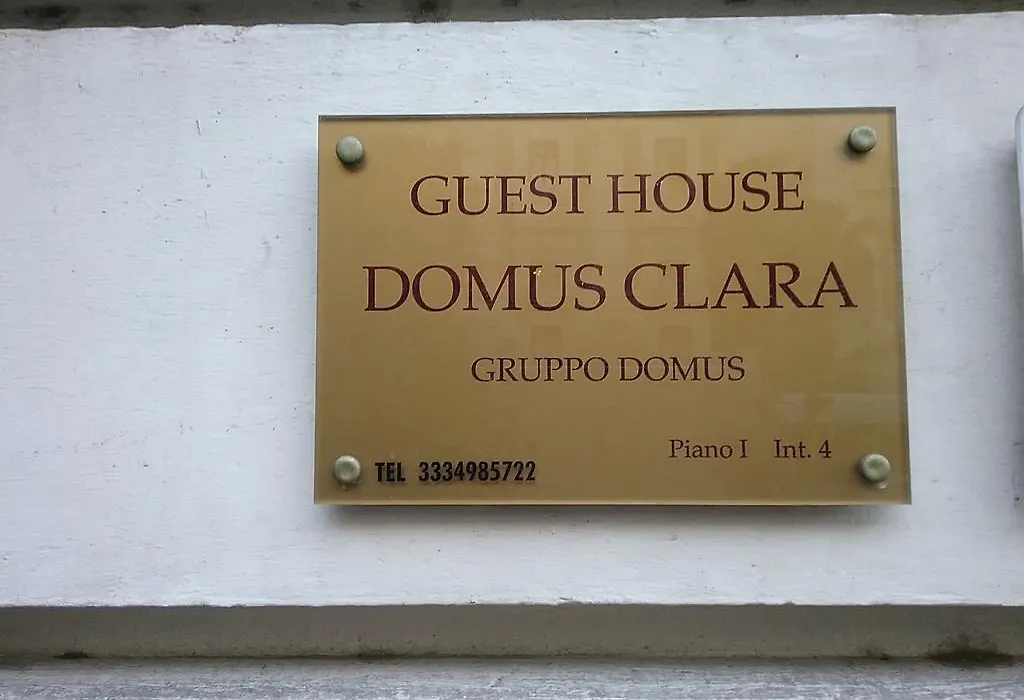 GUEST HOUSE
DOMUS CLARA
GRUPPO DOMUS
Piano I Int. 4
TEL 3334985722